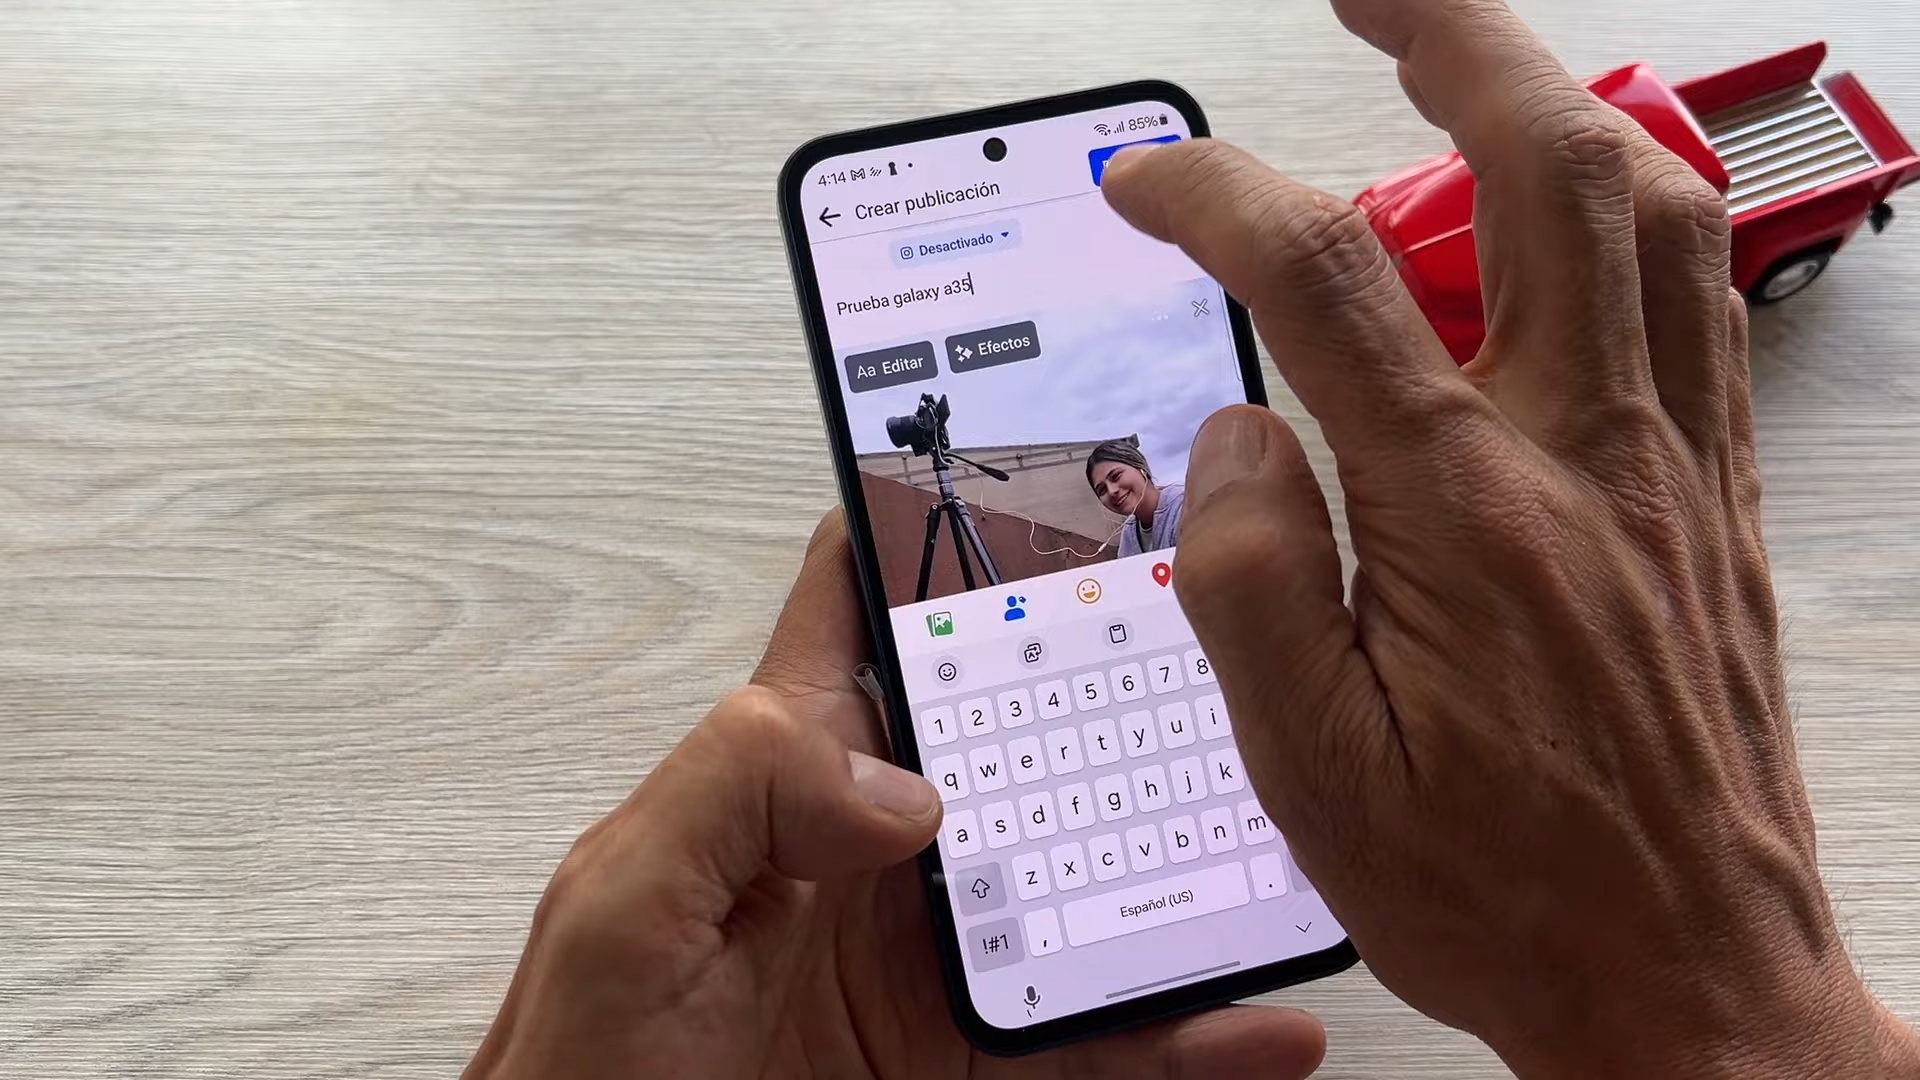 4:14 85%
Crear publicación
Desactivado
Prueba galaxy a35
Aa Editar Efectos
1 2 3 4 5 6 7 8
q w e r t y u i
a s d f g h j k
z x c v b n m
!#1 , Español (US) .